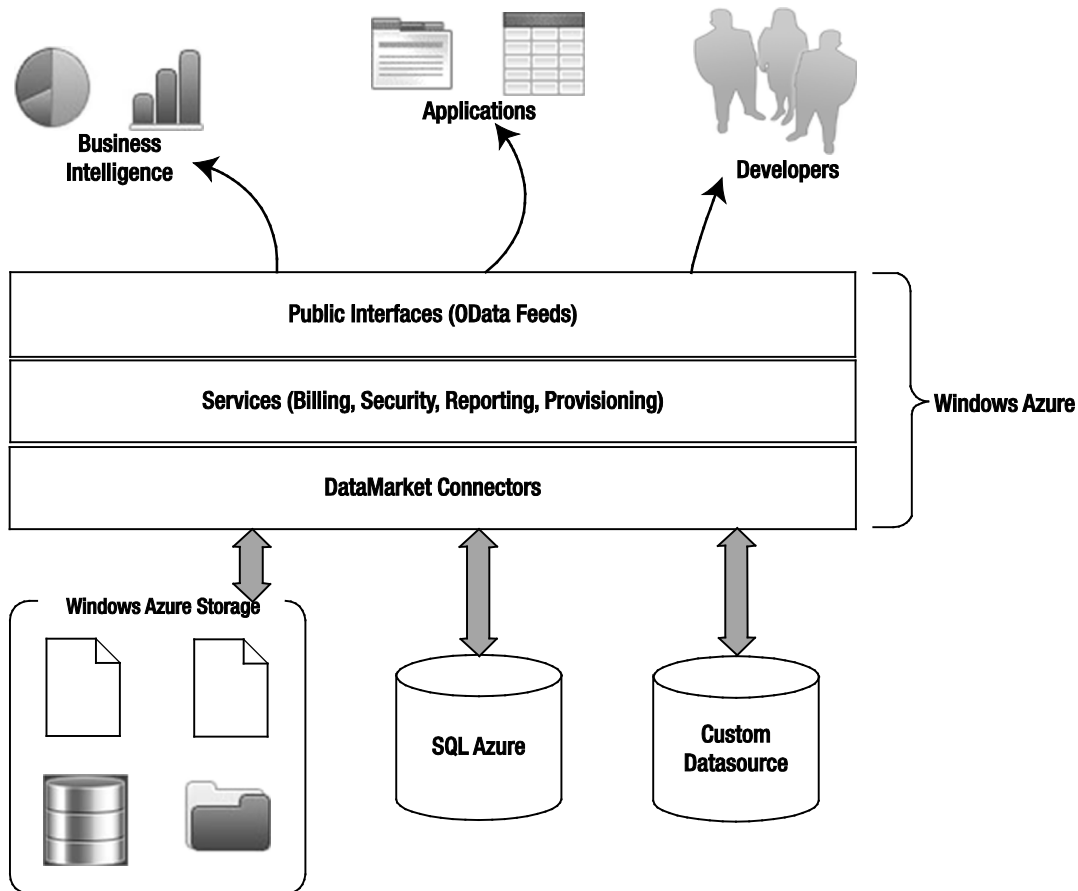 Business
Intelligence
Applications
Developers
Public Interfaces (OData Feeds)
Services (Billing, Security, Reporting, Provisioning)
Windows Azure
DataMarket Connectors
Windows Azure Storage
SQL Azure
Custom
Datasource